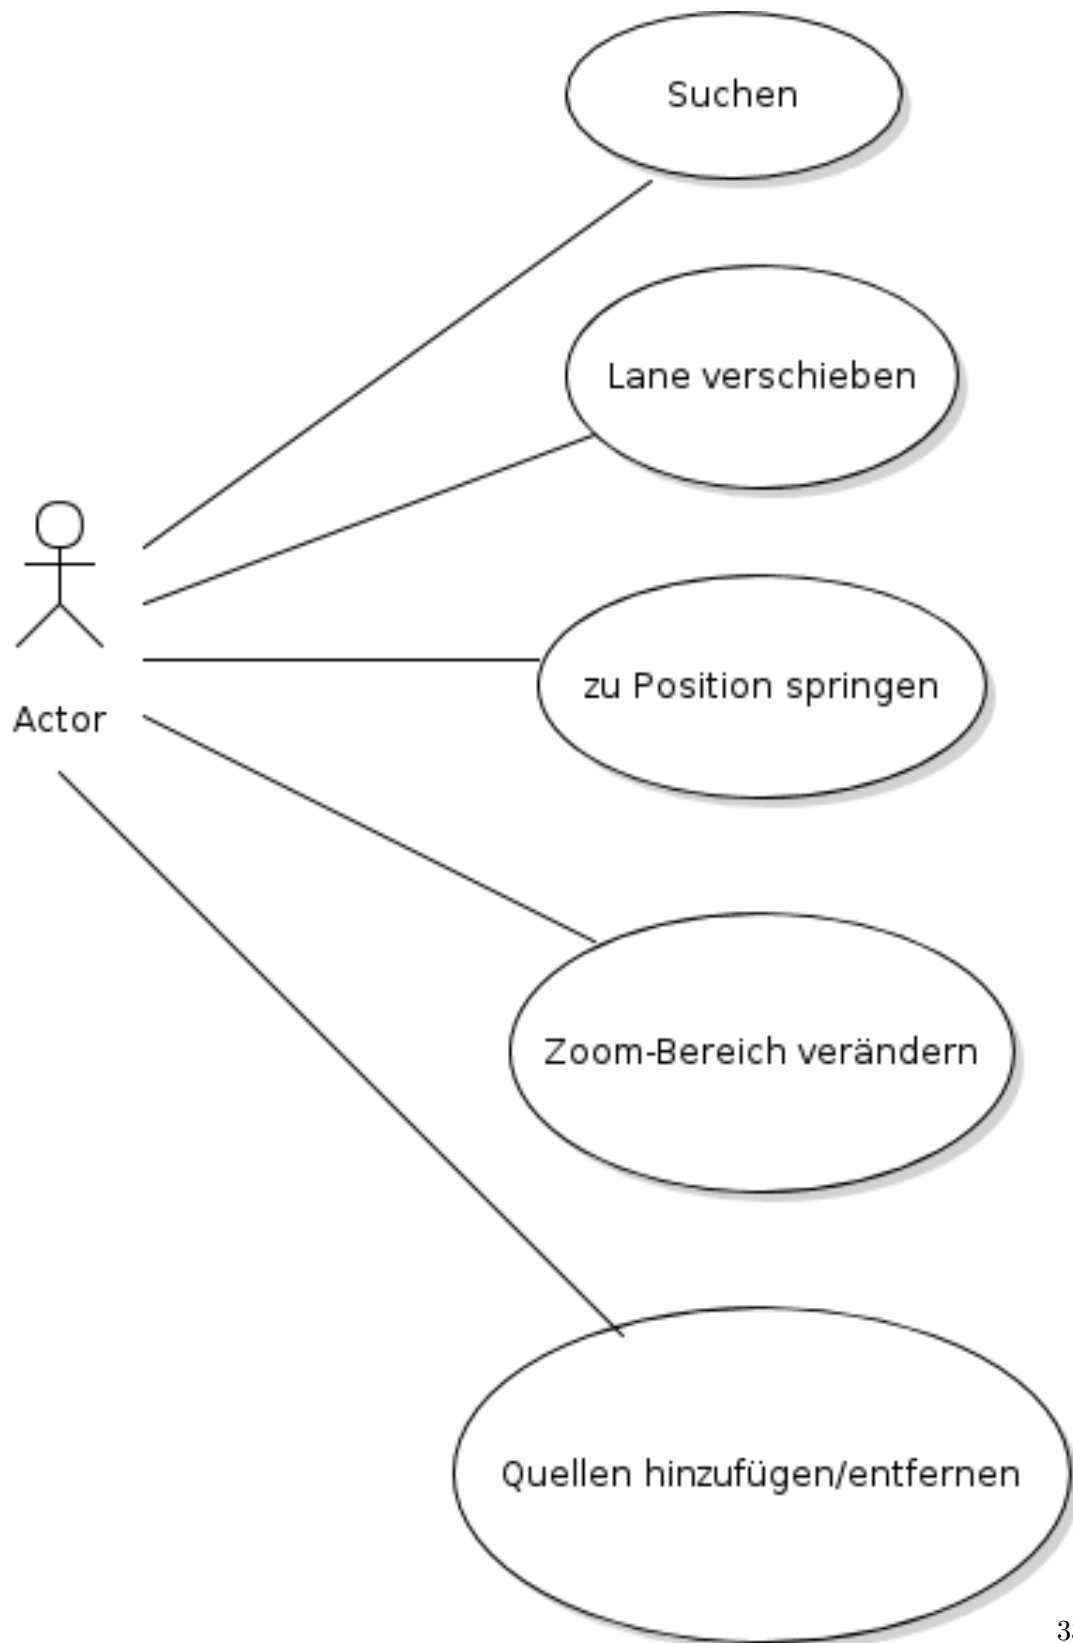 Suchen
Lane verschieben
zu Position springen
Actor
Zoom-Bereich verändern
Quellen hinzufügen/entfernen